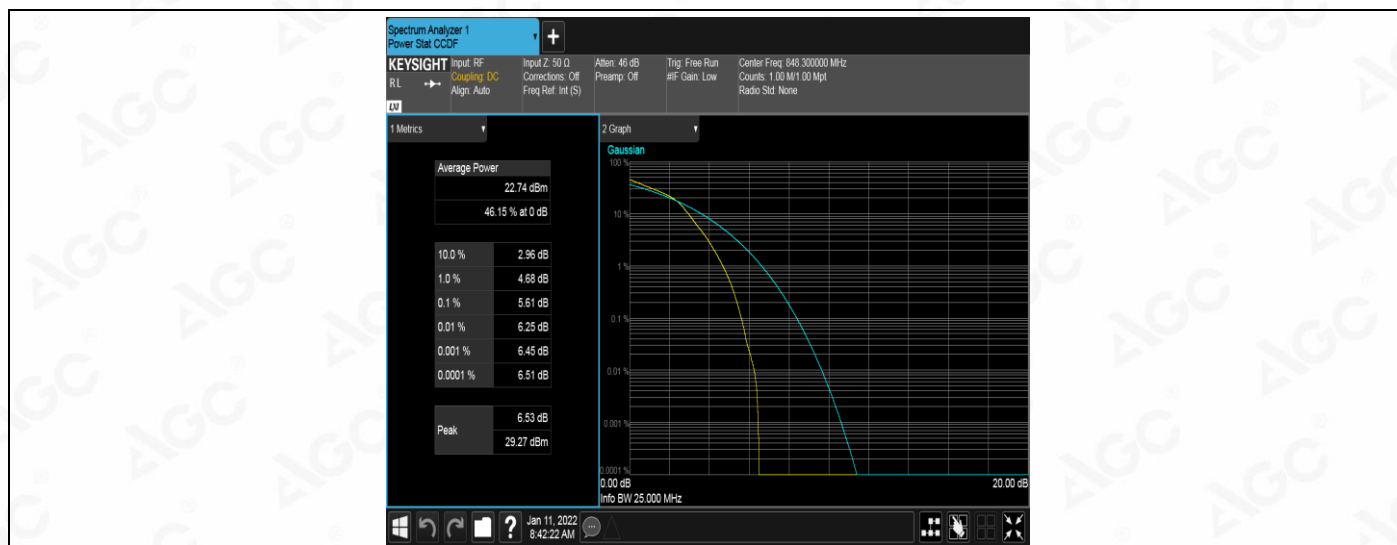 Spectrum Analyzer 1
Power Stat CCDF
KEYSIGHT
R L
LXI
Input: RF
Coupling: DC
Align: Auto
Input Z: 50 Ω
Corrections: Off
Freq Ref: Int (S)
Atten: 46 dB
Preamp: Off
Trig: Free Run
#IF Gain: Low
Center Freq: 848.300000 MHz
Counts: 1.00 M/1.00 Mpt
Radio Std: None
1 Metrics
Average Power
22.74 dBm
46.15 % at 0 dB
10.0 % 2.96 dB
1.0 % 4.68 dB
0.1 % 5.61 dB
0.01 % 6.25 dB
0.001 % 6.45 dB
0.0001 % 6.51 dB
Peak
6.53 dB
29.27 dBm
2 Graph
Gaussian
100 %
10 %
1 %
0.1 %
0.01 %
0.001 %
0.0001 %
0.00 dB
20.00 dB
Info BW 25.000 MHz
?
Jan 11, 2022
8:42:22 AM
AGC